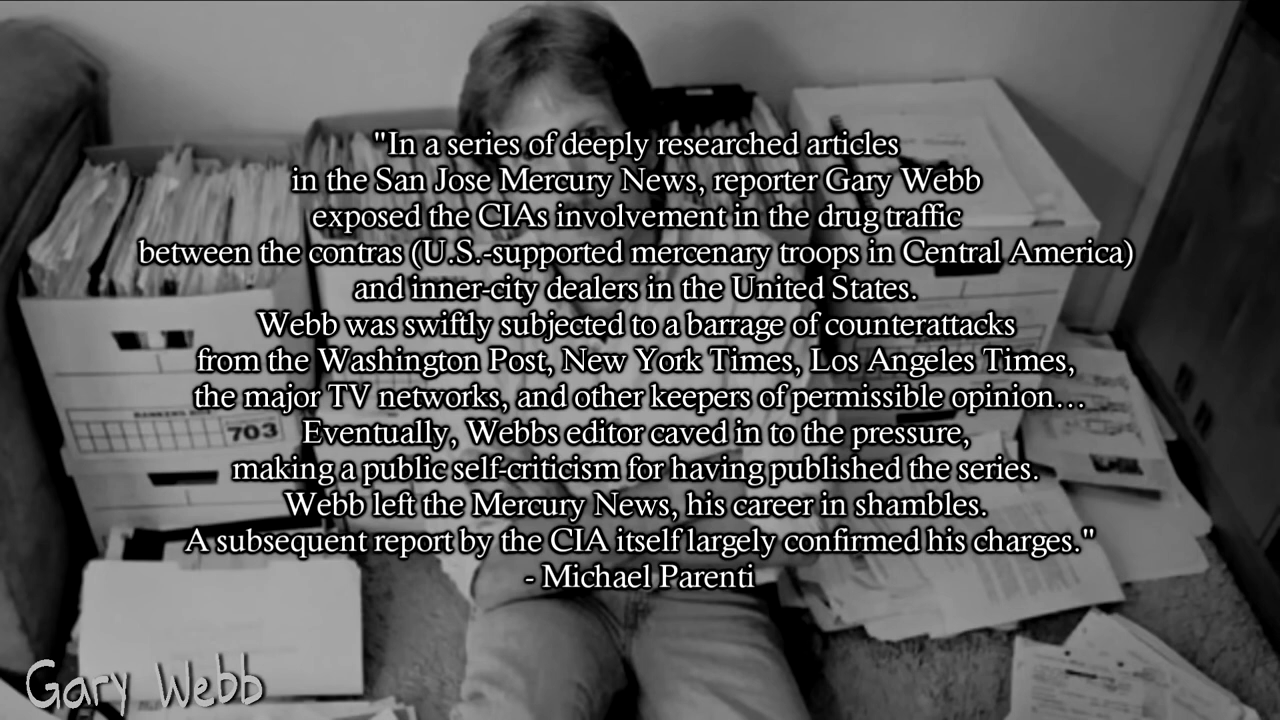 "In a series of deeply researched articles
in the San Jose Mercury News, reporter Gary Webb
exposed the CIAs involvement in the drug traffic
between the contras (U.S.-supported mercenary troops in Central America)
and inner-city dealers in the United States.
Webb was swiftly subjected to a barrage of counterattacks
from the Washington Post, New York Times, Los Angeles Times,
the major TV networks, and other keepers of permissible opinion…
Eventually, Webbs editor caved in to the pressure,
making a public self-criticism for having published the series.
Webb left the Mercury News, his career in shambles.
A subsequent report by the CIA itself largely confirmed his charges."
- Michael Parenti
703
Gary Webb